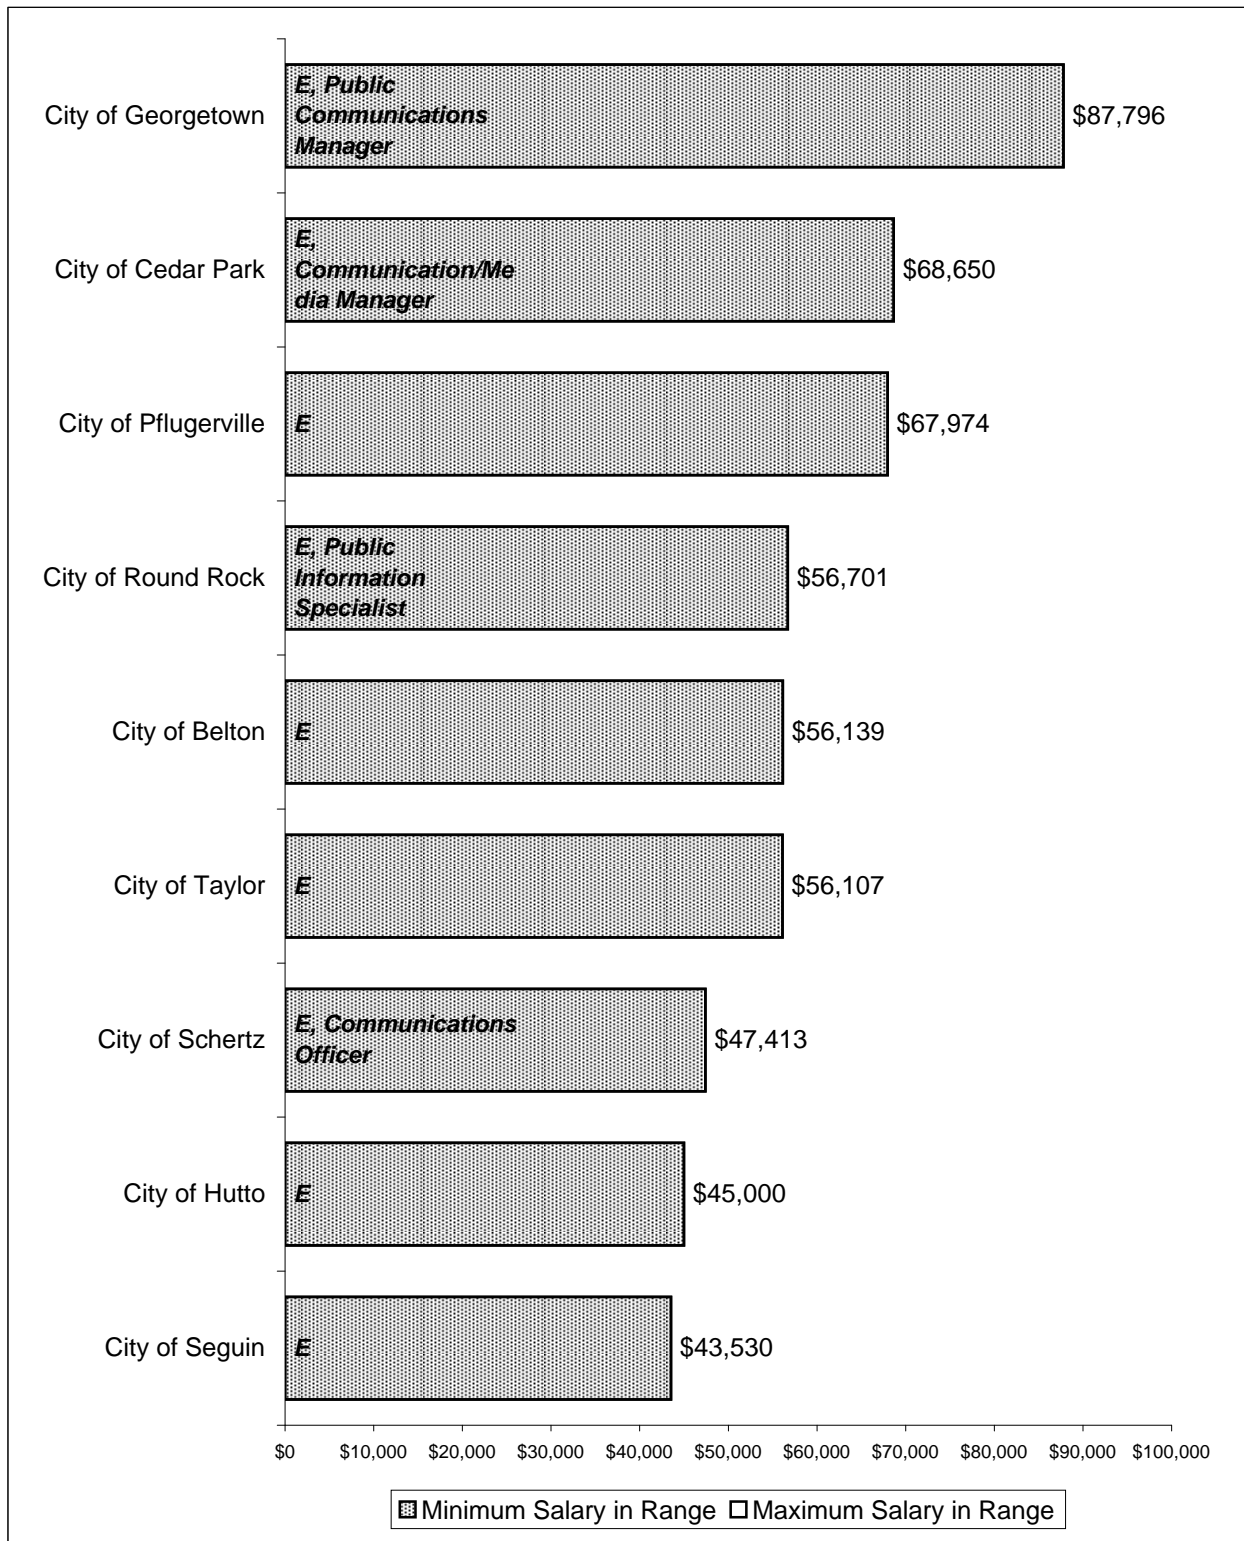 E, Public
Communications
Manager
City of Georgetown
$87,796
E,
Communication/Me
dia Manager
City of Cedar Park
$68,650
City of Pflugerville
E
$67,974
E, Public
Information
Specialist
City of Round Rock
$56,701
City of Belton
E
$56,139
City of Taylor
E
$56,107
E, Communications
Officer
City of Schertz
$47,413
City of Hutto
E
$45,000
City of Seguin
E
$43,530
$0 $10,000 $20,000 $30,000 $40,000 $50,000 $60,000 $70,000 $80,000 $90,000 $100,000
Minimum Salary in Range Maximum Salary in Range